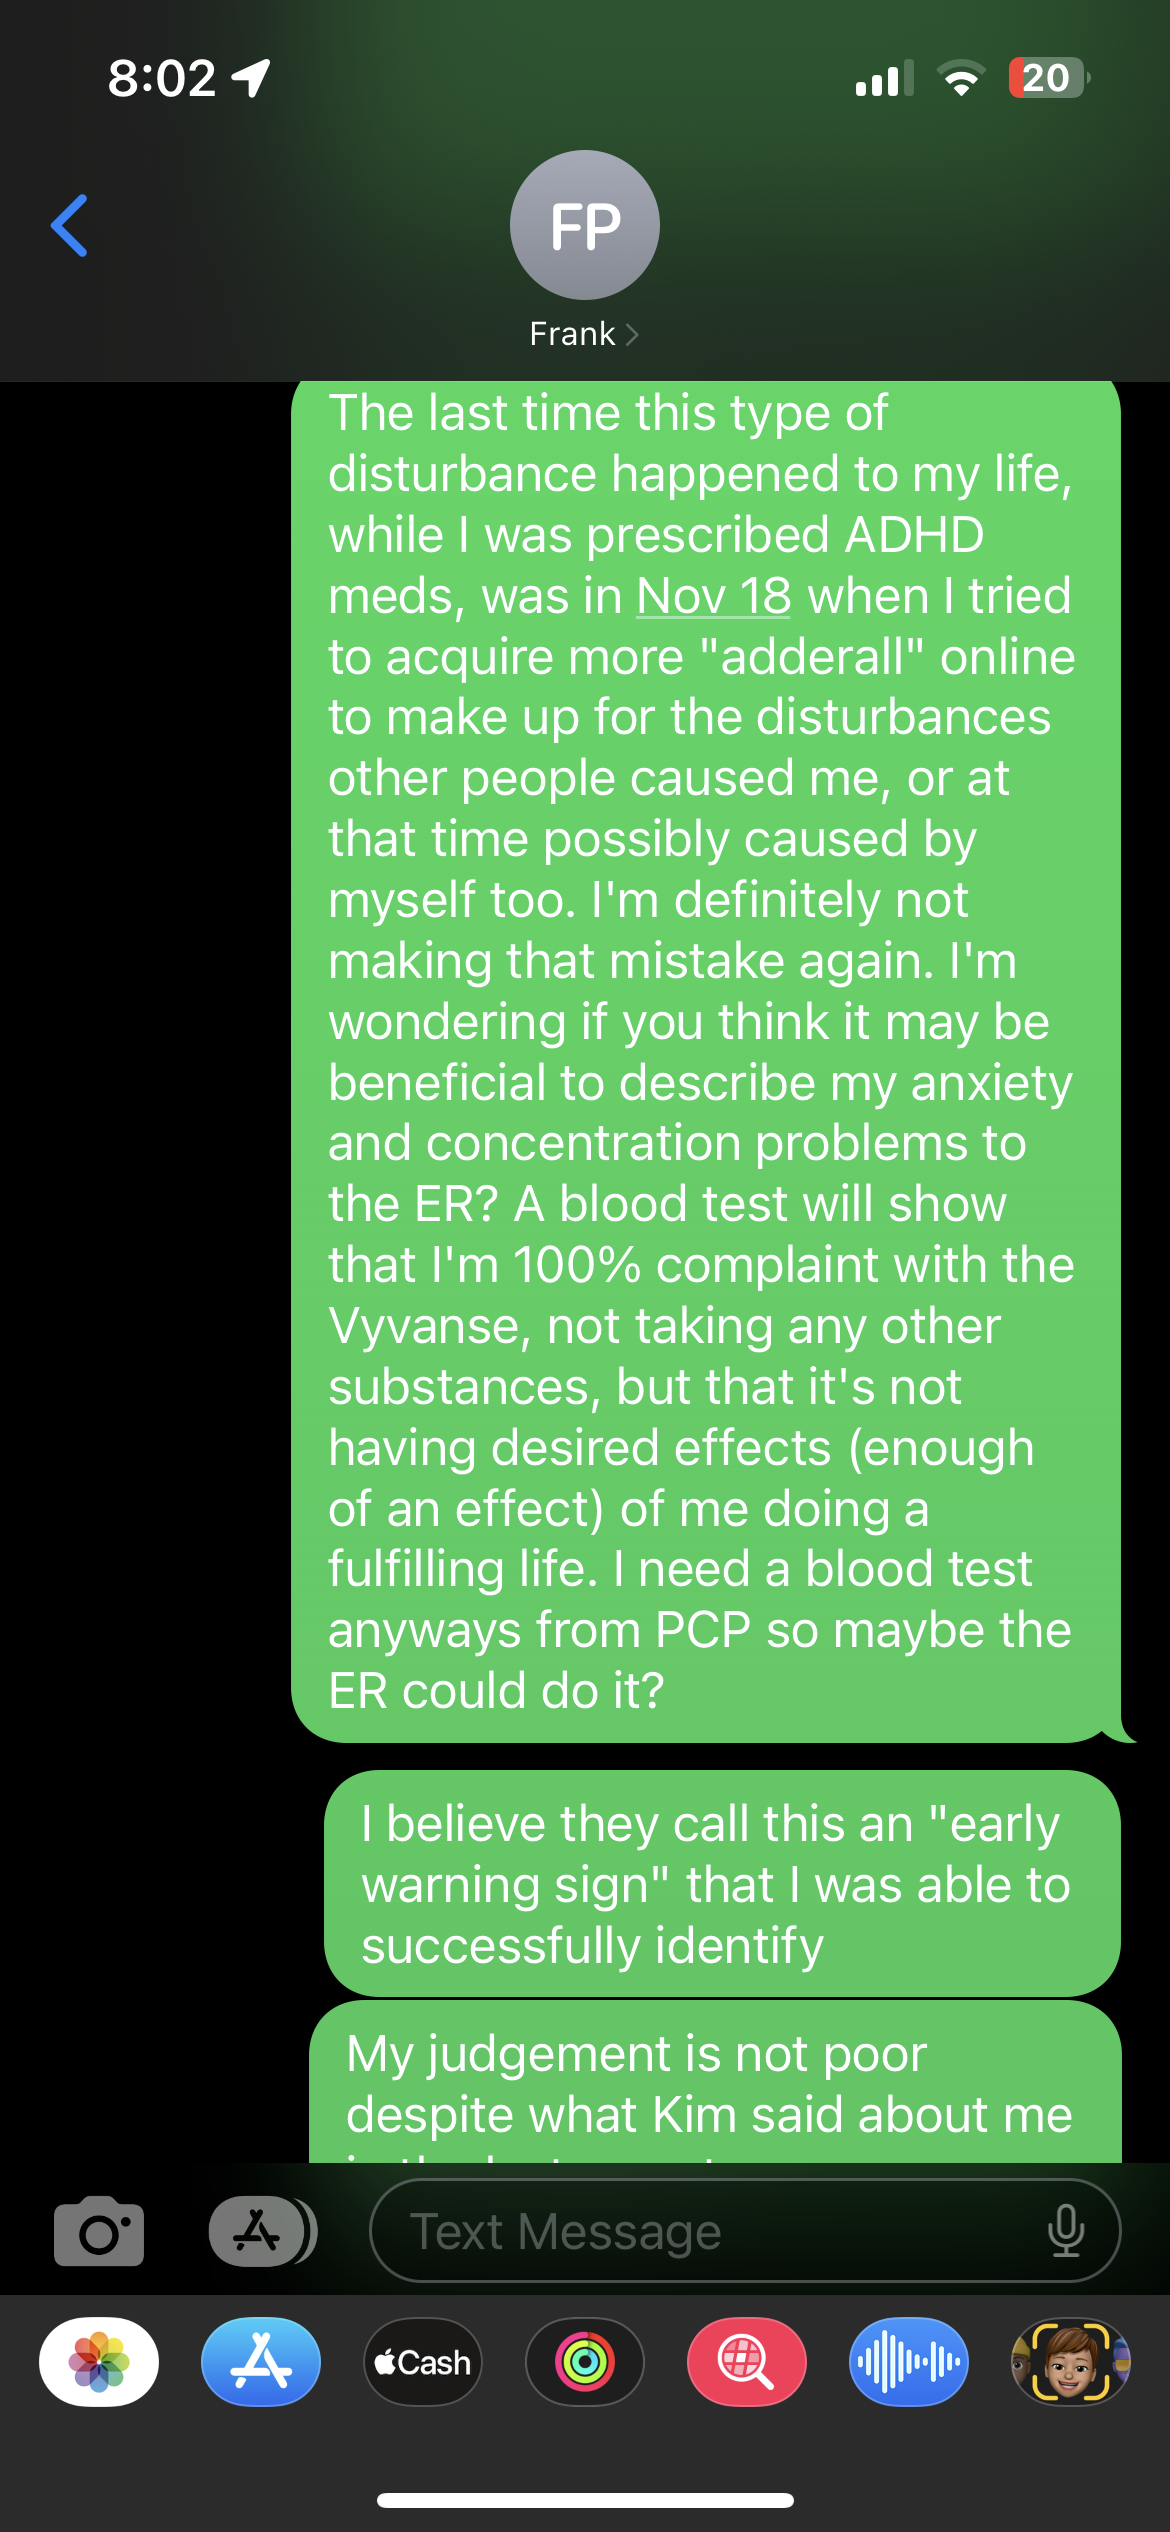 8:02
20
FP
Frank
The last time this type of
disturbance happened to my life,
while I was prescribed ADHD
meds, was in Nov 18 when I tried
to acquire more "adderall" online
to make up for the disturbances
other people caused me, or at
that time possibly caused by
myself too. I'm definitely not
making that mistake again. I'm
wondering if you think it may be
beneficial to describe my anxiety
and concentration problems to
the ER? A blood test will show
that I'm 100% complaint with the
Vyvanse, not taking any other
substances, but that it's not
having desired effects (enough
of an effect) of me doing a
fulfilling life. I need a blood test
anyways from PCP so maybe the
ER could do it?
I believe they call this an "early
warning sign" that I was able to
successfully identify
My judgement is not poor
despite what Kim said about me
Text Message
Cash